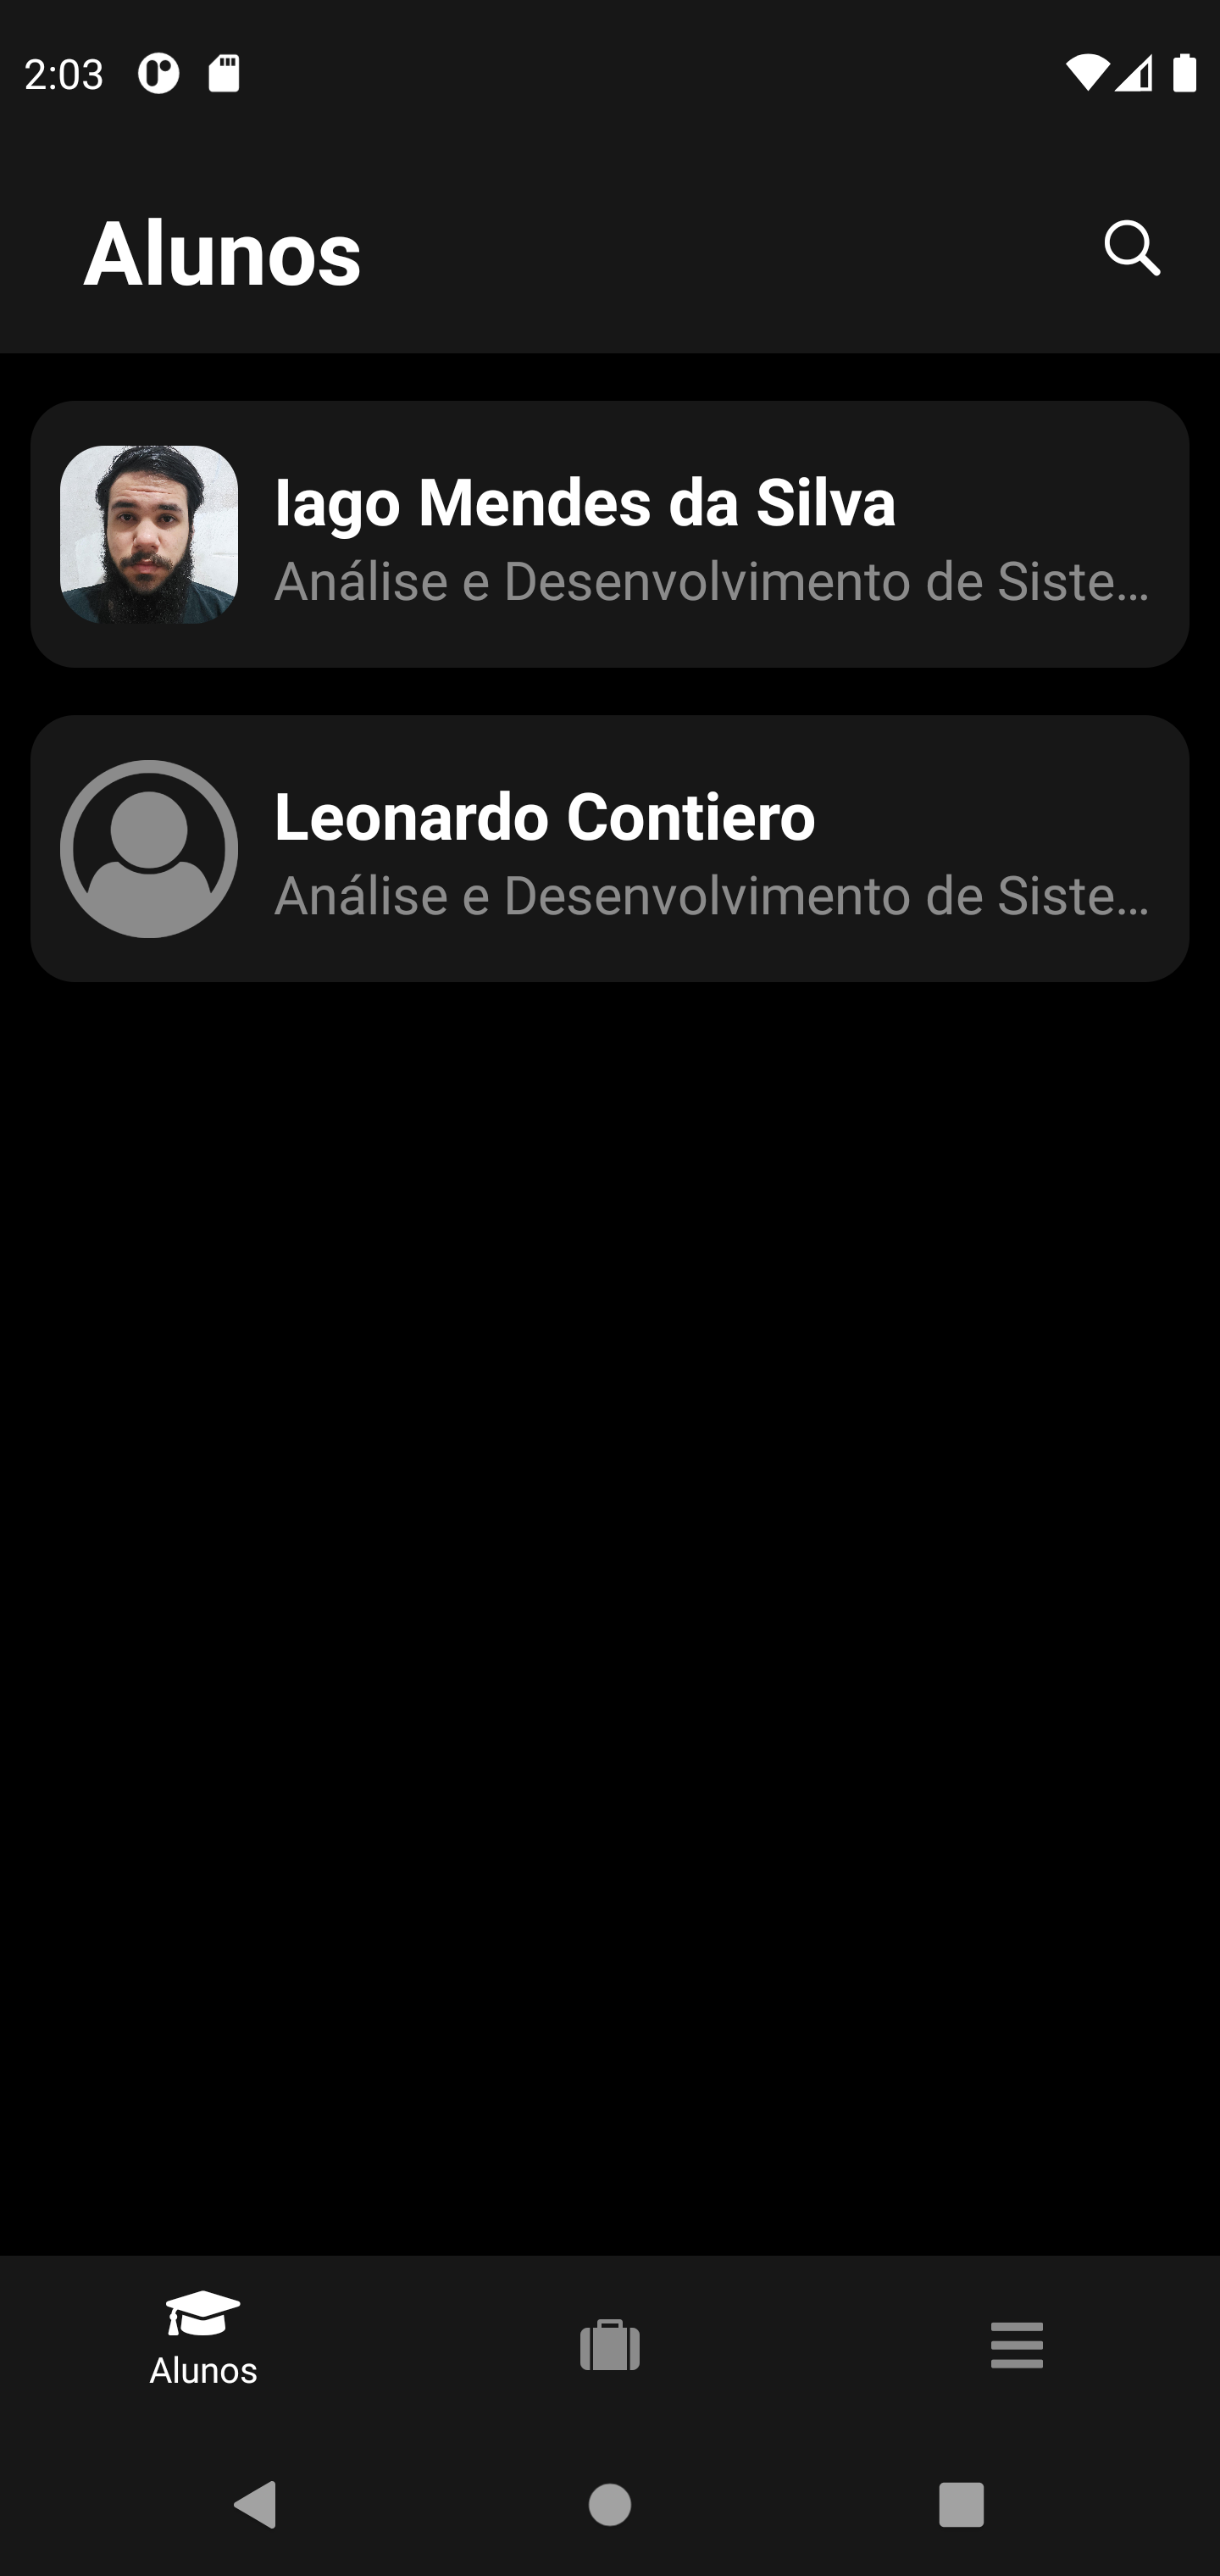 2:03
Alunos
Iago Mendes da Silva
Análise e Desenvolvimento de Siste...
Leonardo Contiero
Análise e Desenvolvimento de Siste...
Alunos